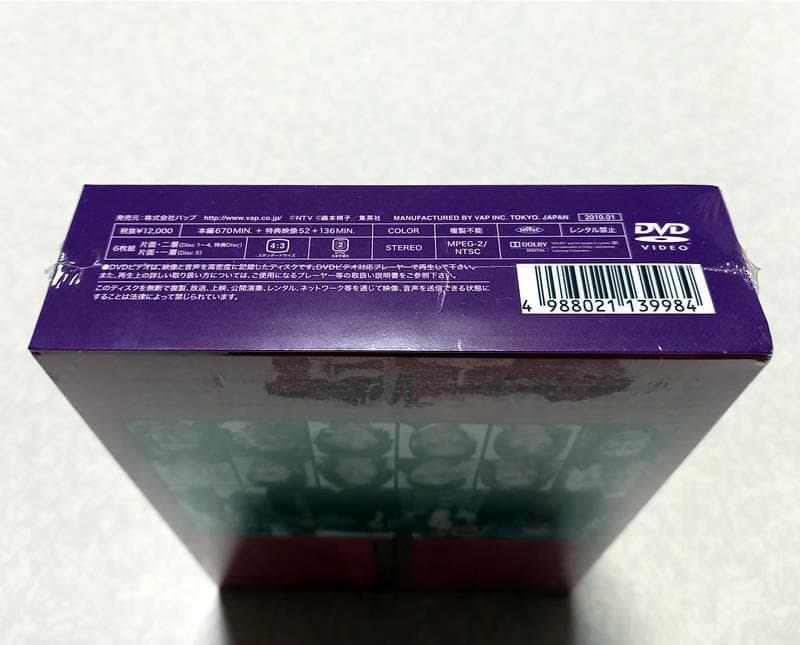 発売元：株式会社バップ http://www.vap.co.jp/ ©NTV ©森本梢子／集英社 MANUFACTURED BY VAP INC. TOKYO. JAPAN 2010.01
税抜¥12,000 本編670MIN. + 特典映像52+136MIN. COLOR 複製不能 レンタル禁止
6枚組 片面・二層(Disc 1〜4, 特典Disc)
片面・一層(Disc 5)
4:3
スタンダードサイズ
2
STEREO MPEG-2/
NTSC
DOLBY
DIGITAL
DVD
VIDEO
●DVDビデオは、映像と音声を高密度に記録したディスクです。DVDビデオ対応プレーヤーで再生して下さい。
また、再生上の詳しい取り扱い方については、ご使用になるプレーヤー等の取扱い説明書をご参照下さい。
このディスクを無断で複製、放送、上映、公開演奏、レンタル、ネットワーク等を通じて映像、音声を送信できる状態に
することは法律によって禁じられています。
4 988021 139984